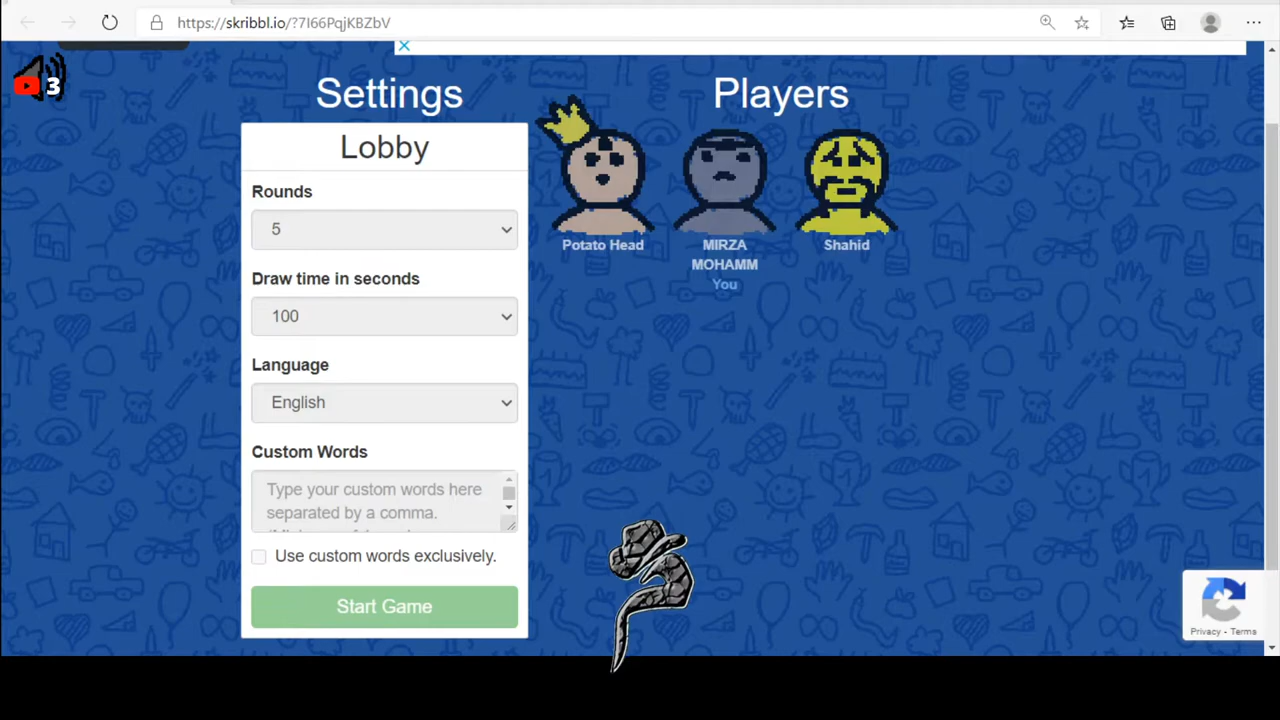 https://skribbl.io/?7I66PqjKBZbV
3
Settings
Players
Lobby
Rounds
5
Draw time in seconds
100
Language
English
Custom Words
Type your custom words here
separated by a comma.
Use custom words exclusively.
Start Game
Potato Head
MIRZA
MOHAMM
You
Shahid
Privacy - Terms